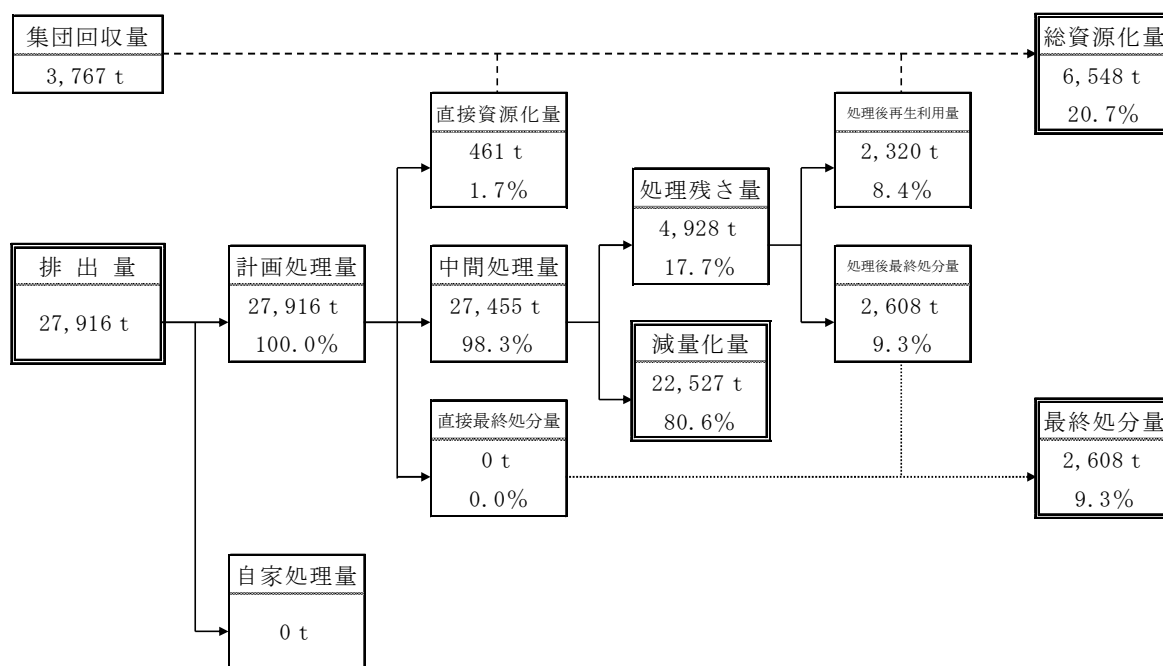 集団回収量
3,767 t
総資源化量
6,548 t
20.7%
直接資源化量
461 t
1.7%
処理後再生利用量
2,320 t
8.4%
処理残さ量
4,928 t
17.7%
排出量
27,916 t
計画処理量
27,916 t
100.0%
中間処理量
27,455 t
98.3%
処理後最終処分量
2,608 t
9.3%
減量化量
22,527 t
80.6%
直接最終処分量
0 t
0.0%
最終処分量
2,608 t
9.3%
自家処理量
0 t